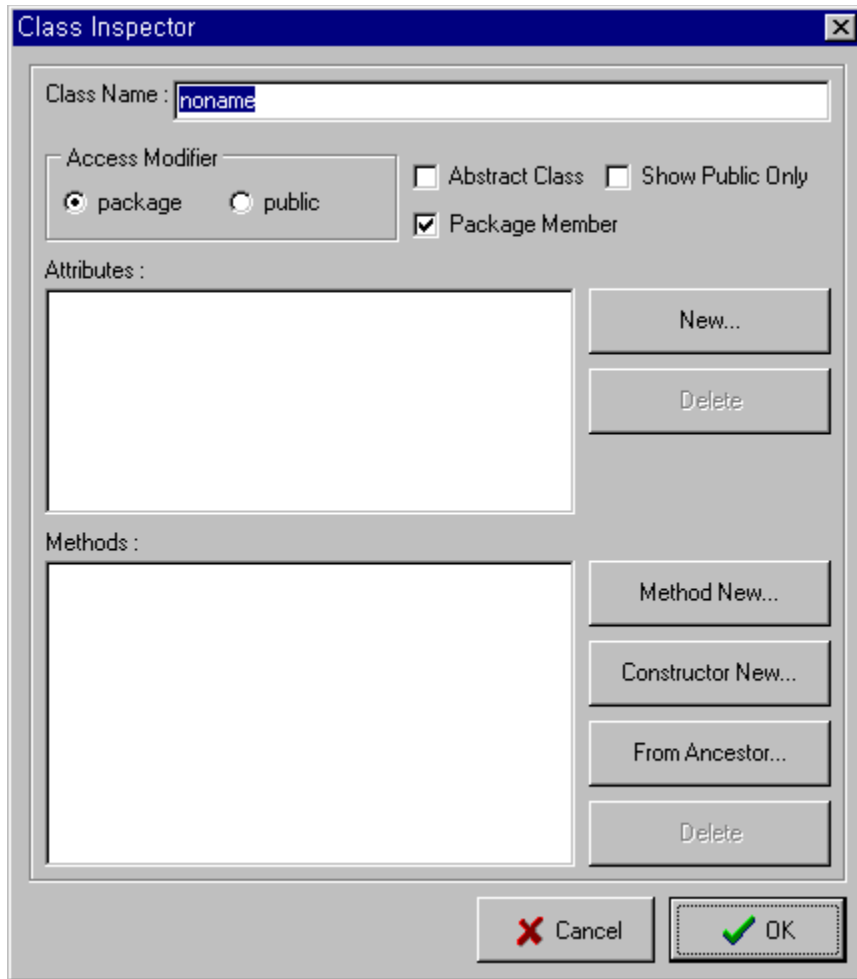 Class Inspector
Class Name : noname
Access Modifier
package public
Abstract Class Show Public Only
Package Member
Attributes :
New...
Delete
Methods :
Method New...
Constructor New...
From Ancestor...
Delete
Cancel OK